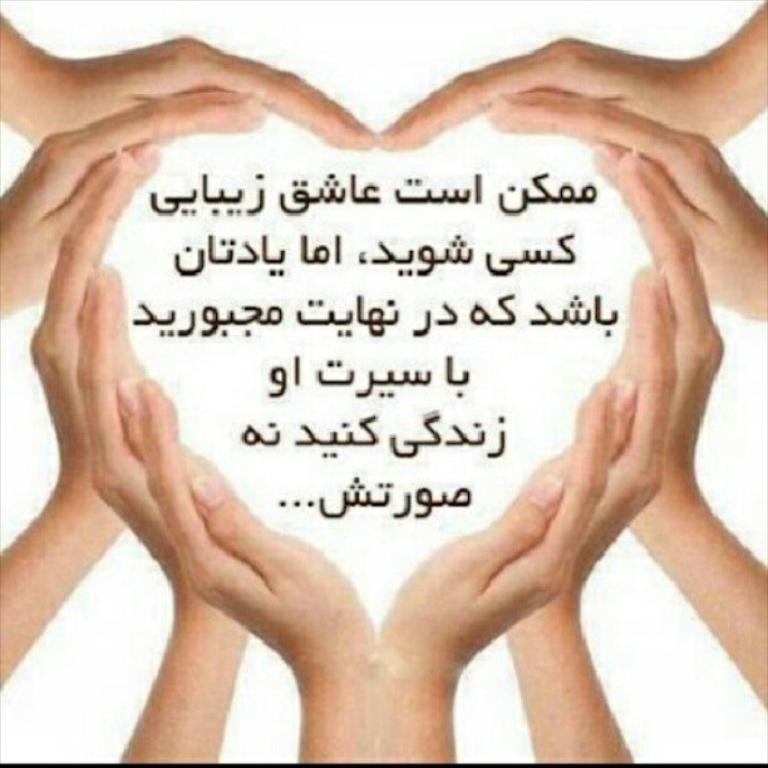 ممکن است عاشق زیبایی
کسی شوید، اما یادتان
باشد که در نهایت مجبورید
با سیرت او
زندگی کنید نه
صورتش...